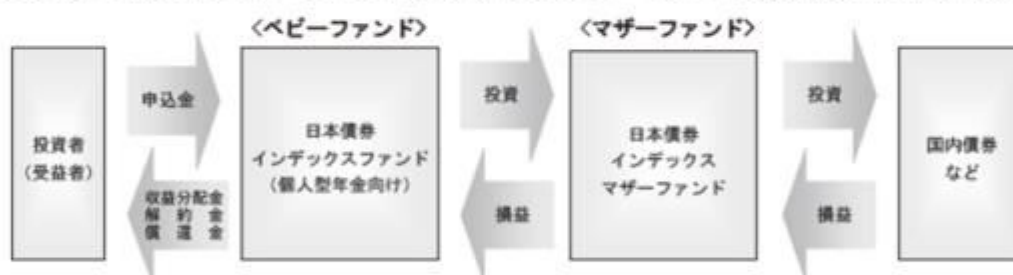 〈ベビーファンド〉
〈マザーファンド〉
投資者
(受益者)
申込金
収益分配金
解約金
償還金
日本債券
インデックスファンド
(個人型年金向け)
投資
損益
日本債券
インデックス
マザーファンド
投資
損益
国内債券
など